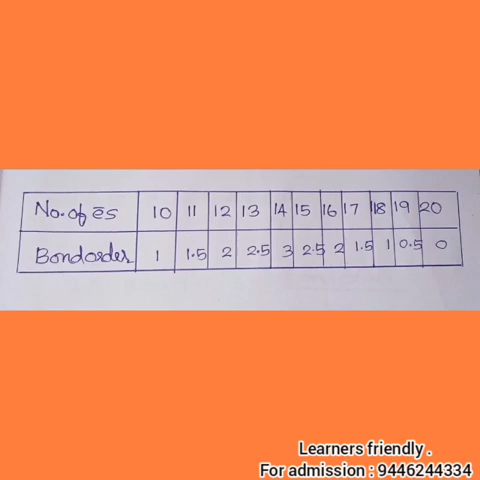 No. of ēs 10 11 12 13 14 15 16 17 18 19 20
Bondorder 1 1.5 2 2.5 3 2.5 2 1.5 1 0.5 0
Learners friendly .
For admission : 9446244334